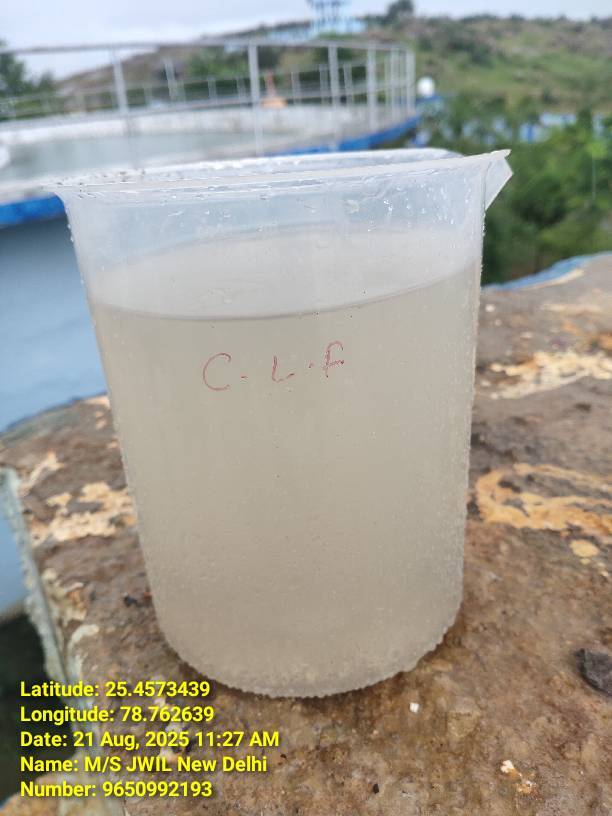 C. L. F
Latitude: 25.4573439
Longitude: 78.762639
Date: 21 Aug, 2025 11:27 AM
Name: M/S JWIL New Delhi
Number: 9650992193